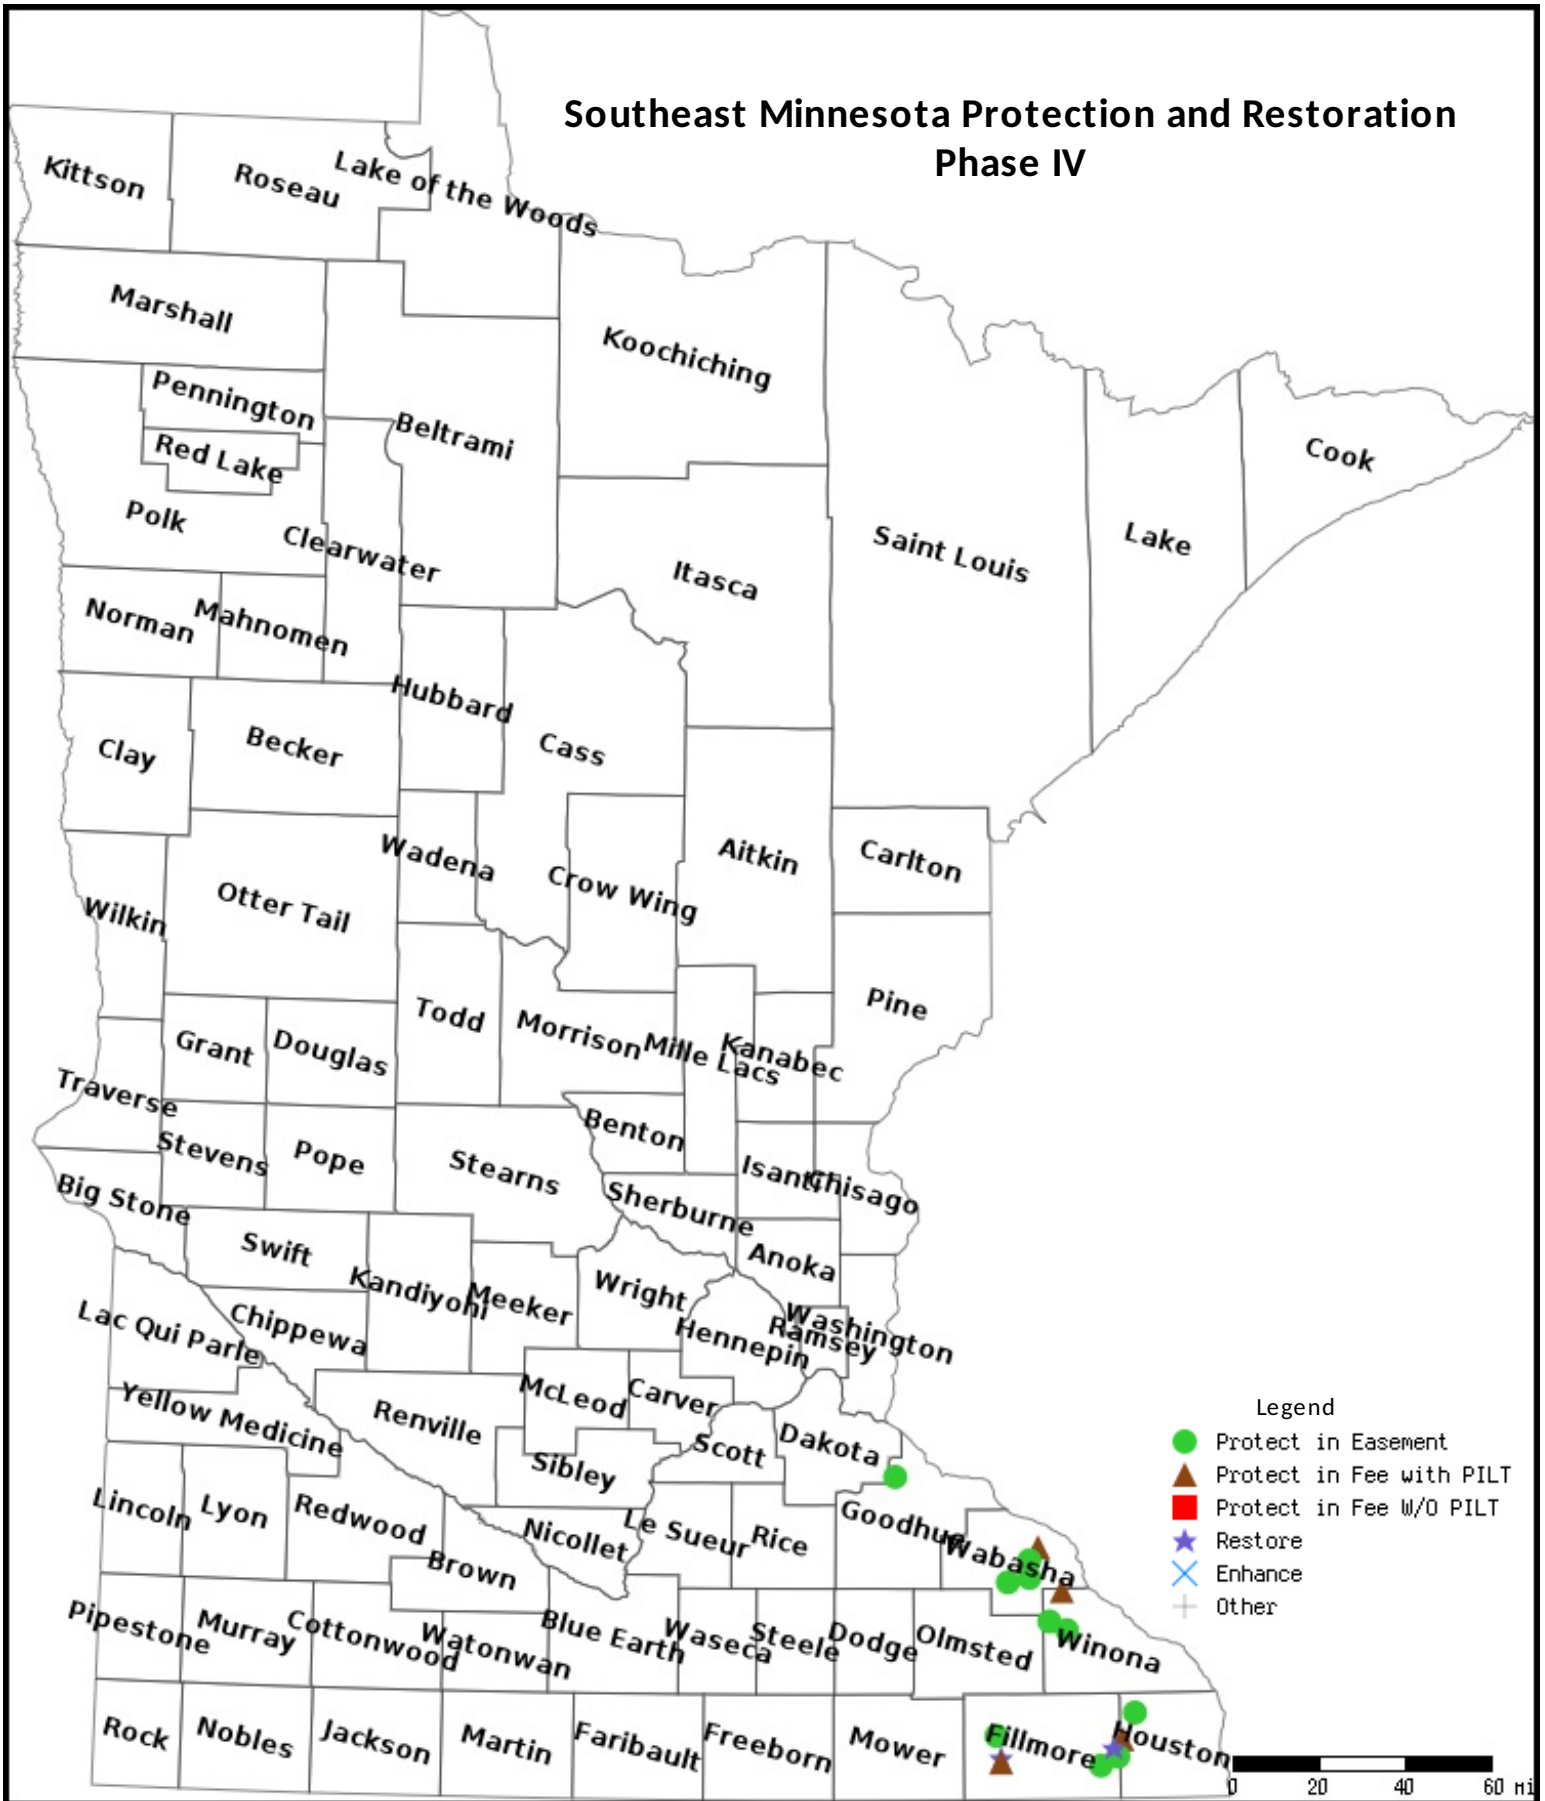 Southeast Minnesota Protection and Restoration
Phase IV
Kittson
Roseau
Lake of the Woods
Marshall
Koochiching
Pennington
Beltrami
Red Lake
Cook
Polk
Clearwater
Saint Louis
Lake
Itasca
Norman
Mahnomen
Hubbard
Clay
Becker
Cass
Wadena
Aitkin
Carlton
Otter Tail
Crow Wing
Wilkin
Pine
Todd
Morrison
Mille Lacs
Kanabec
Grant
Douglas
Traverse
Benton
Stevens
Pope
Stearns
Isanti
Chisago
Big Stone
Sherburne
Swift
Anoka
Kandiyohi
Meeker
Wright
Lac Qui Parle
Chippewa
Hennepin
Ramsey
Washington
McLeod
Carver
Yellow Medicine
Renville
Scott
Dakota
Sibley
Lincoln
Lyon
Redwood
Nicollet
Le Sueur
Rice
Goodhue
Wabasha
Brown
Pipestone
Murray
Cottonwood
Watonwan
Blue Earth
Waseca
Steele
Dodge
Olmsted
Winona
Rock
Nobles
Jackson
Martin
Faribault
Freeborn
Mower
Fillmore
Houston
Legend
Protect in Easement
Protect in Fee with PILT
Protect in Fee W/O PILT
Restore
Enhance
Other
0 20 40 60 mi